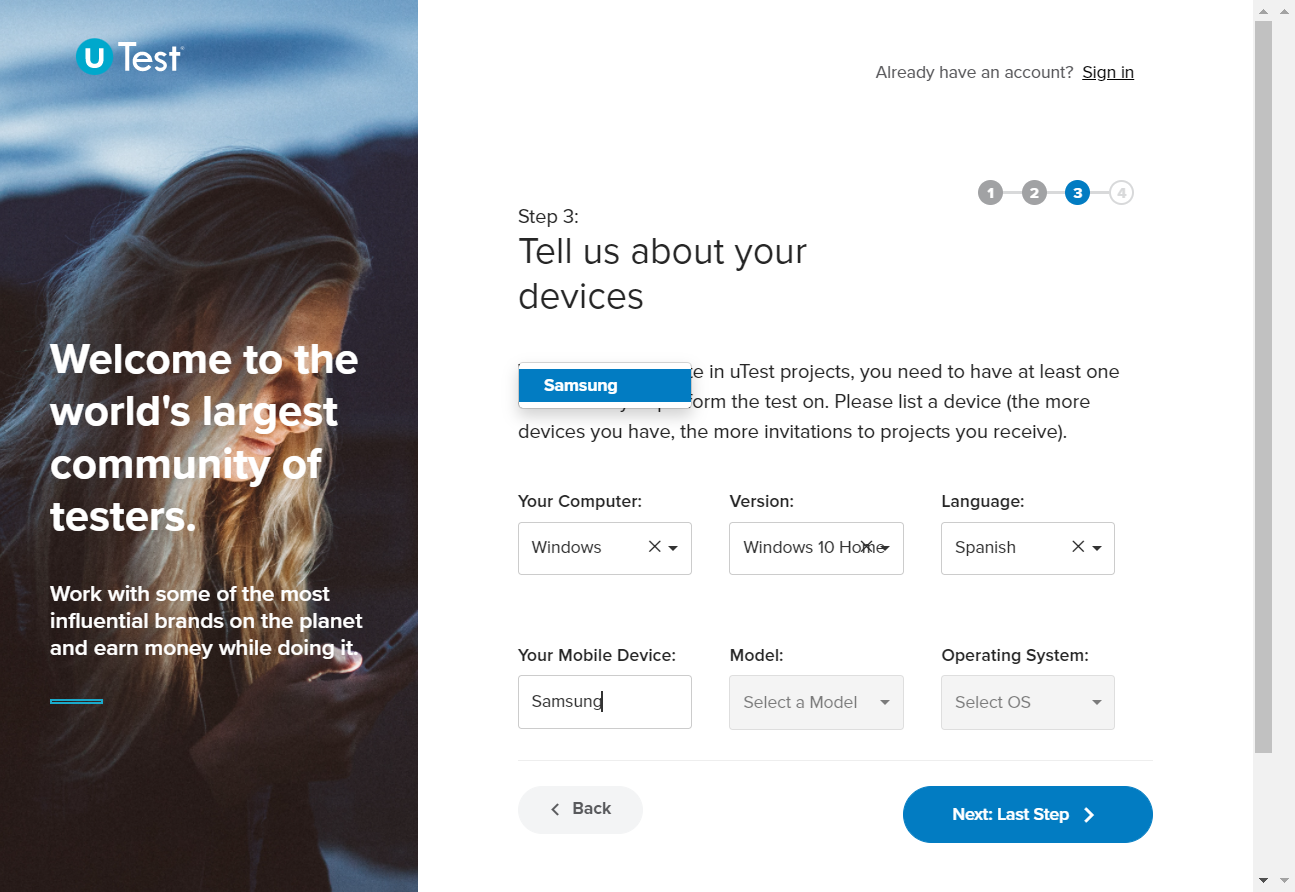 U Test
Already have an account? Sign in
1 2 3 4
Step 3:
Tell us about your
devices
Welcome to the
world's largest
community of
testers.
Samsung
in uTest projects, you need to have at least one
form the test on. Please list a device (the more
devices you have, the more invitations to projects you receive).
Your Computer: Version: Language:
Windows Windows 10 Home Spanish
Work with some of the most
influential brands on the planet
and earn money while doing it.
Your Mobile Device: Model: Operating System:
Samsung Select a Model Select OS
Back
Next: Last Step